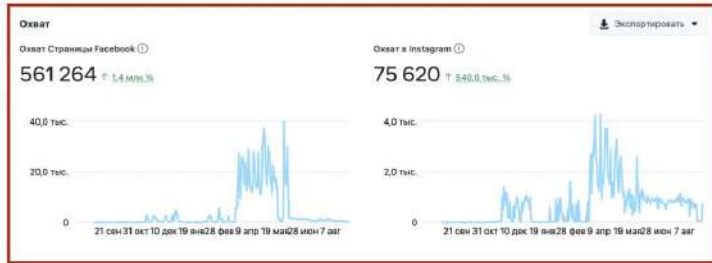 Охват
Экспортировать
Охват Страницы Facebook
561 264 ↑ 1,4 млн %
40,0 тыс.
20,0 тыс.
0
21 сен 31 окт 10 дек 19 янв 28 фев 9 апр 19 мая 28 июн 7 авг
Охват в Instagram
75 620 ↑ 540,0 тыс. %
4,0 тыс.
2,0 тыс.
0
21 сен 31 окт 10 дек 19 янв 28 фев 9 апр 19 мая 28 июн 7 авг